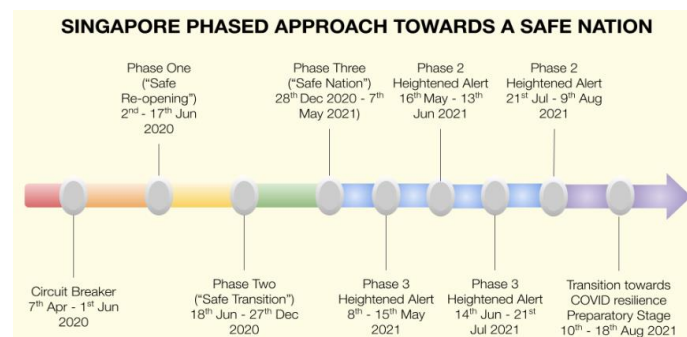 SINGAPORE PHASED APPROACH TOWARDS A SAFE NATION
Phase One
("Safe
Re-opening")
2nd - 17th Jun
2020
Phase Three
("Safe Nation")
28th Dec 2020 - 7th
May 2021)
Phase 2
Heightened Alert
16th May - 13th
Jun 2021
Phase 2
Heightened Alert
21st Jul - 9th Aug
2021
Circuit Breaker
7th Apr - 1st Jun
2020
Phase Two
("Safe Transition")
18th Jun - 27th Dec
2020
Phase 3
Heightened Alert
8th - 15th May
2021
Phase 3
Heightened Alert
14th Jun - 21st
Jul 2021
Transition towards
COVID resilience
Preparatory Stage
10th - 18th Aug 2021